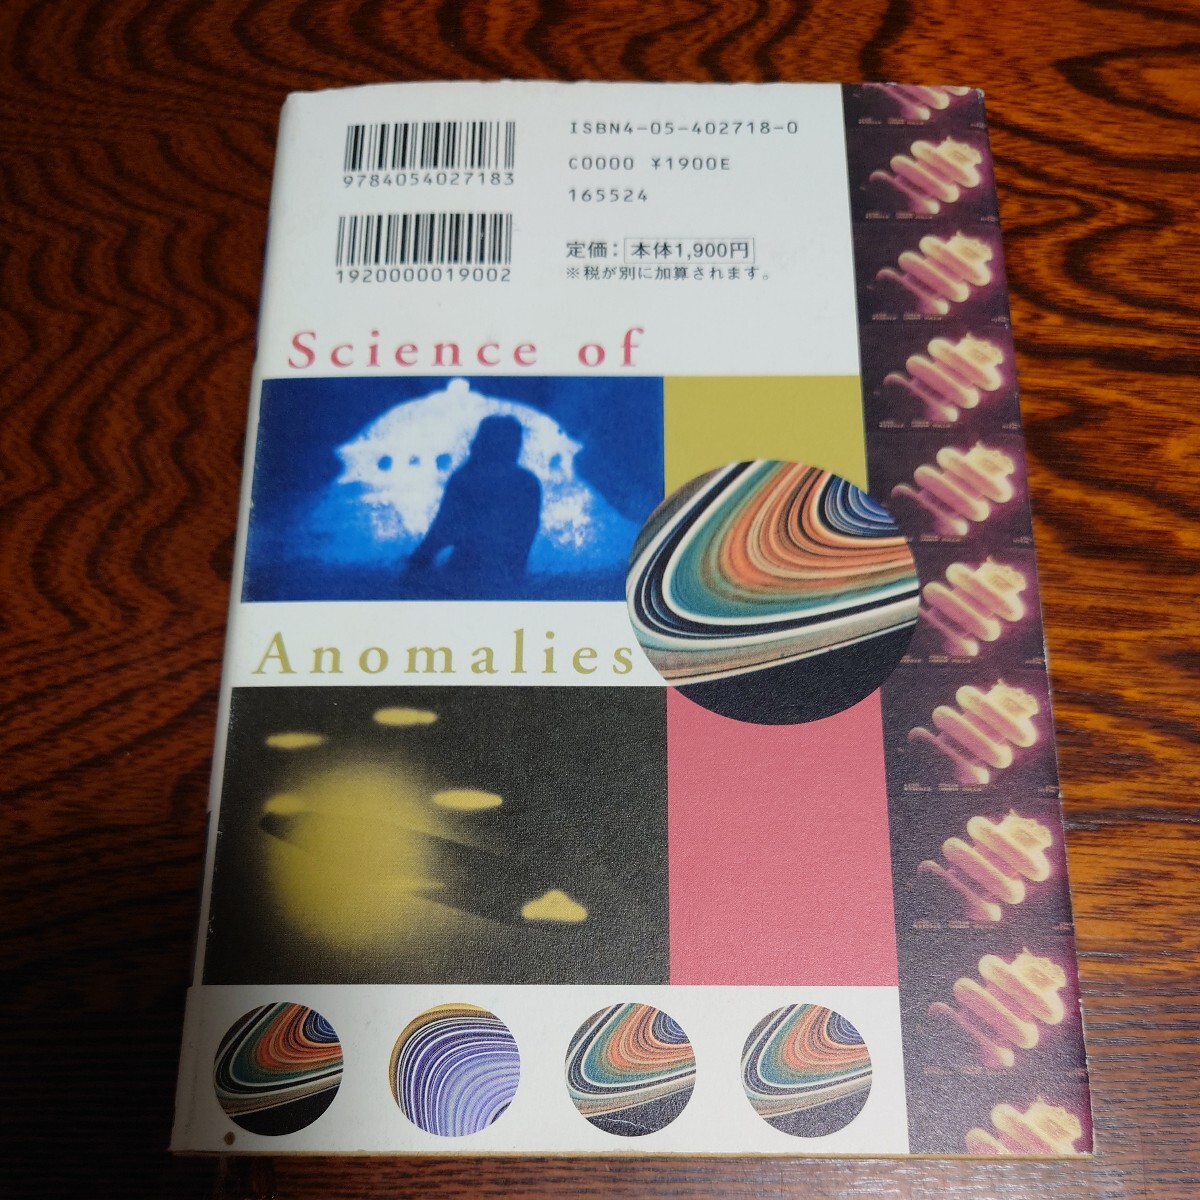 9784054027183
1920000019002
ISBN4-05-402718-0
C0000 ¥1900E
165524
定価：本体1,900円
※税が別に加算されます。
Science of
Anomalies